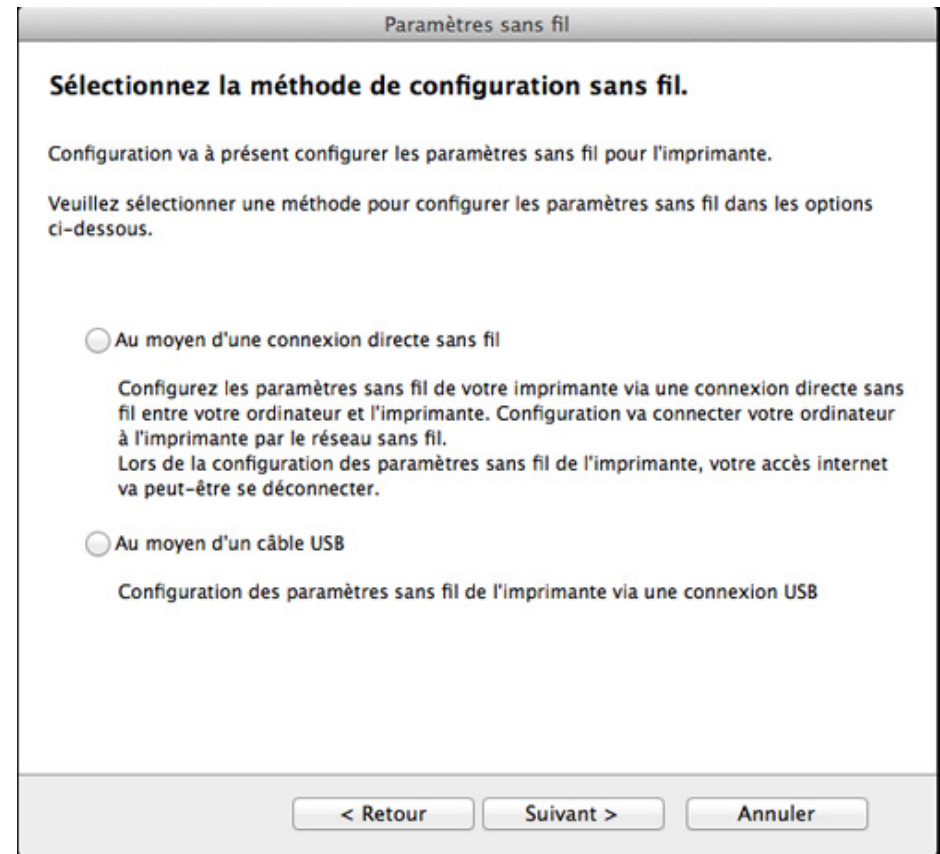 Paramètres sans fil
Sélectionnez la méthode de configuration sans fil.
Configuration va à présent configurer les paramètres sans fil pour l'imprimante.
Veuillez sélectionner une méthode pour configurer les paramètres sans fil dans les options
ci-dessous.
Au moyen d'une connexion directe sans fil
Configurez les paramètres sans fil de votre imprimante via une connexion directe sans
fil entre votre ordinateur et l'imprimante. Configuration va connecter votre ordinateur
à l'imprimante par le réseau sans fil.
Lors de la configuration des paramètres sans fil de l'imprimante, votre accès internet
va peut-être se déconnecter.
Au moyen d'un câble USB
Configuration des paramètres sans fil de l'imprimante via une connexion USB
< Retour
Suivant >
Annuler